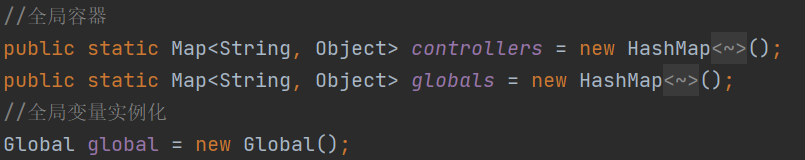 //全局容器
public static Map<String, Object> controllers = new HashMap<~>();
public static Map<String, Object> globals = new HashMap<~>();
//全局变量实例化
Global global = new Global();